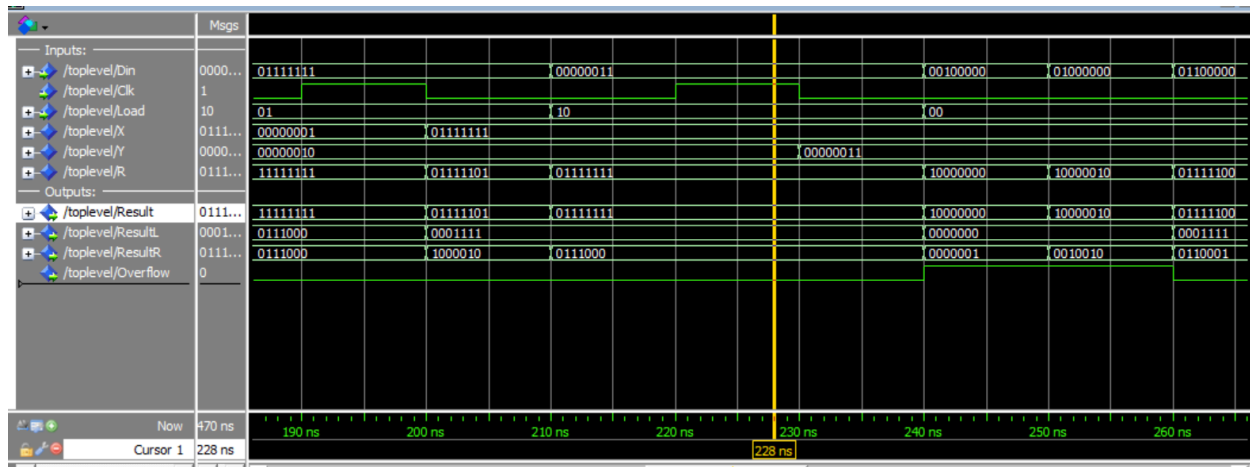 Msgs
Inputs:
/toplevel/Din 0000... 01111111 00000011 00100000 01000000 01100000
/toplevel/Clk 1
/toplevel/Load 10 01 10 00
/toplevel/X 0111... 00000001 01111111
/toplevel/Y 0000... 00000010 00000011
/toplevel/R 0111... 11111111 01111101 01111111 10000000 10000010 01111100
Outputs:
/toplevel/Result 0111... 11111111 01111101 01111111 10000000 10000010 01111100
/toplevel/ResultL 0001... 0111000 0001111 0000000 0001111
/toplevel/ResultR 0111... 0111000 1000010 0111000 0000001 0010010 0110001
/toplevel/Overflow 0
Now 470 ns 190 ns 200 ns 210 ns 220 ns 230 ns 240 ns 250 ns 260 ns
Cursor 1 228 ns 228 ns